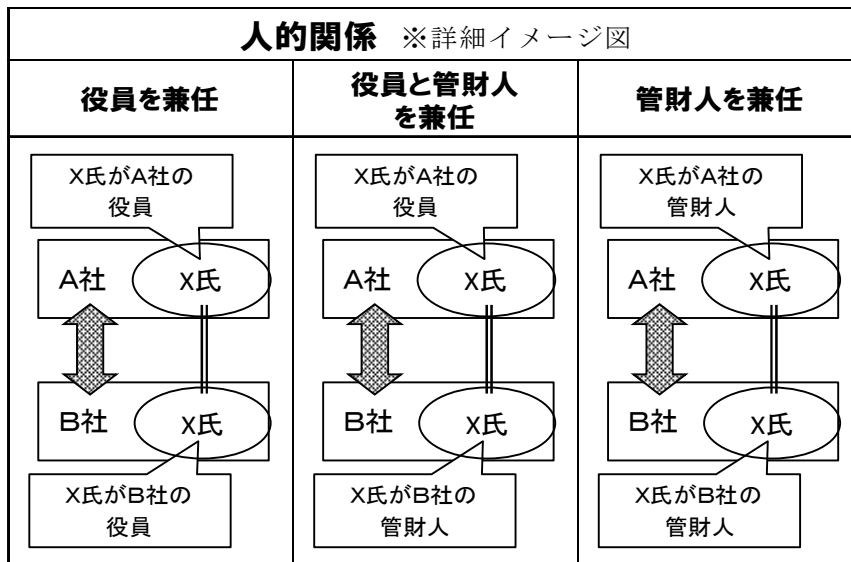 人的関係 ※詳細イメージ図
役員を兼任
役員と管財人
を兼任
管財人を兼任
X氏がA社の
役員
A社
X氏
B社
X氏
X氏がB社の
役員
X氏がA社の
役員
A社
X氏
B社
X氏
X氏がB社の
管財人
X氏がA社の
管財人
A社
X氏
B社
X氏
X氏がB社の
管財人